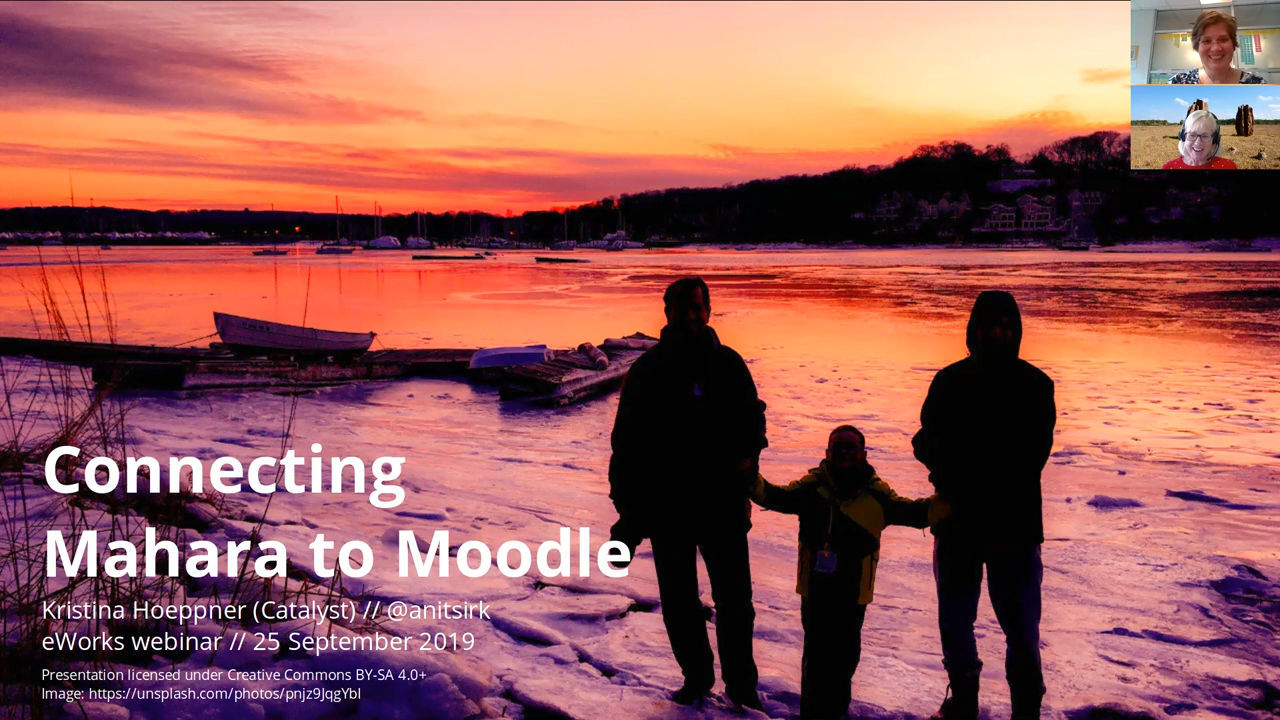 Connecting
Mahara to Moodle
Kristina Hoeppner (Catalyst) // @anitsirk
eWorks webinar // 25 September 2019
Presentation licensed under Creative Commons BY-SA 4.0+
Image: https://unsplash.com/photos/pnjz9JqgYbI